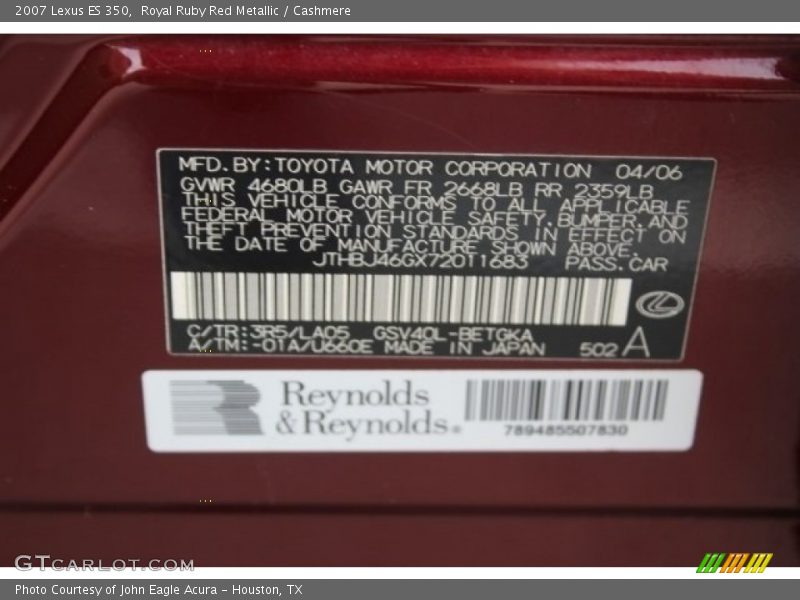 2007 Lexus ES 350,  Royal Ruby Red Metallic / Cashmere
MFD. BY: TOYOTA MOTOR CORPORATION 04/06
GVWR 4680LB GAWR FR 2668LB RR 2359LB
THIS VEHICLE CONFORMS TO ALL APPLICABLE
FEDERAL MOTOR VEHICLE SAFETY, BUMPER, AND
THEFT PREVENTION STANDARDS IN EFFECT ON
THE DATE OF MANUFACTURE SHOWN ABOVE.
JTHBJ46GX72011683 PASS. CAR
C/TR: 3R5/LA05 GSV40L-BETGKA
A/TM: -01A/U660E MADE IN JAPAN 502 A
Reynolds
& Reynolds®
789485507830
GTCARLOT.COM
Photo Courtesy of John Eagle Acura - Houston, TX